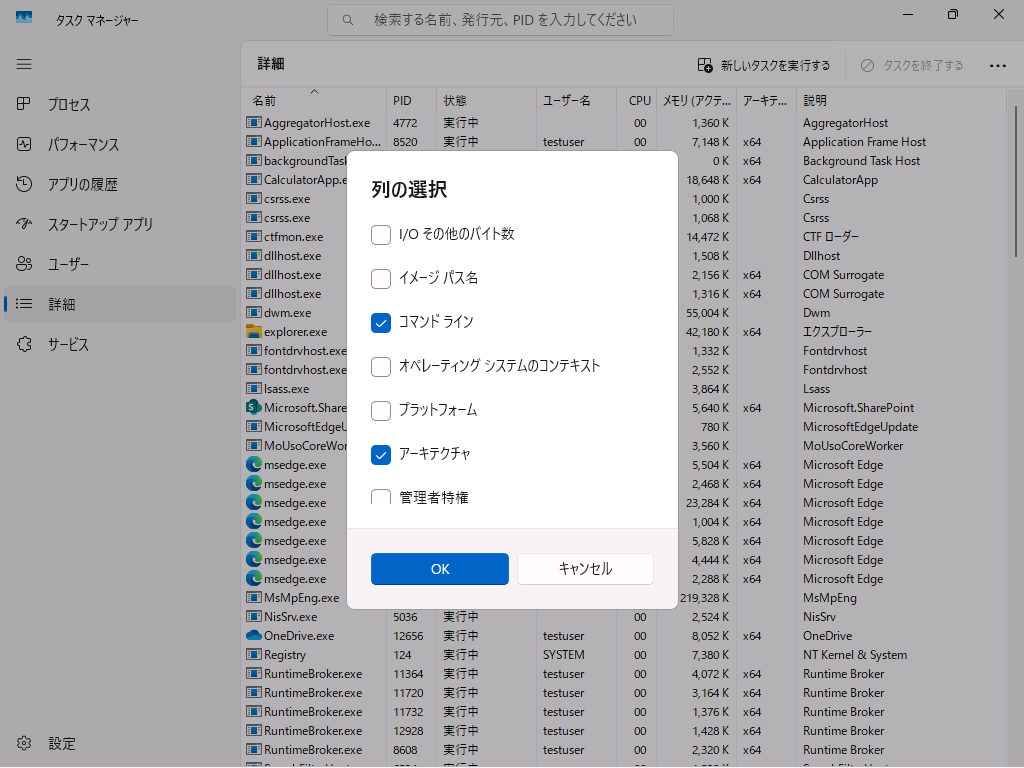 タスク マネージャー
検索する名前、発行元、PID を入力してください
詳細
新しいタスクを実行する
タスクを終了する
プロセス
パフォーマンス
アプリの履歴
スタートアップ アプリ
ユーザー
詳細
サービス
設定
名前 PID 状態 ユーザー名 CPU メモリ (アクテ... アーキテ... 説明
AggregatorHost.exe 4772 実行中 00 1,360 K AggregatorHost
ApplicationFrameHo... 8520 実行中 testuser 00 7,148 K x64 Application Frame Host
backgroundTask 0 K x64 Background Task Host
CalculatorApp.e 18,648 K x64 CalculatorApp
csrss.exe 1,000 K Csrss
csrss.exe 1,068 K Csrss
ctfmon.exe 14,472 K CTF ローダー
dllhost.exe 1,508 K Dllhost
dllhost.exe 2,156 K x64 COM Surrogate
dllhost.exe 1,316 K x64 COM Surrogate
dwm.exe 55,004 K Dwm
explorer.exe 42,180 K x64 エクスプローラー
fontdrvhost.exe 1,332 K Fontdrvhost
fontdrvhost.exe 2,552 K Fontdrvhost
lsass.exe 3,864 K Lsass
Microsoft.Share 5,640 K x64 Microsoft.SharePoint
MicrosoftEdgeU 780 K MicrosoftEdgeUpdate
MoUsoCoreWor 3,560 K MoUsoCoreWorker
msedge.exe 5,504 K x64 Microsoft Edge
msedge.exe 2,468 K x64 Microsoft Edge
msedge.exe 23,284 K x64 Microsoft Edge
msedge.exe 1,004 K x64 Microsoft Edge
msedge.exe 5,828 K x64 Microsoft Edge
msedge.exe 4,444 K x64 Microsoft Edge
msedge.exe 2,288 K x64 Microsoft Edge
MsMpEng.exe 219,328 K MsMpEng
NisSrv.exe 5036 実行中 00 2,524 K NisSrv
OneDrive.exe 12656 実行中 testuser 00 8,052 K x64 OneDrive
Registry 124 実行中 SYSTEM 00 7,380 K NT Kernel & System
RuntimeBroker.exe 11364 実行中 testuser 00 4,072 K x64 Runtime Broker
RuntimeBroker.exe 11720 実行中 testuser 00 3,164 K x64 Runtime Broker
RuntimeBroker.exe 11732 実行中 testuser 00 1,376 K x64 Runtime Broker
RuntimeBroker.exe 12928 実行中 testuser 00 1,428 K x64 Runtime Broker
RuntimeBroker.exe 8608 実行中 testuser 00 2,320 K x64 Runtime Broker
列の選択
I/O その他のバイト数
イメージ パス名
コマンド ライン
オペレーティング システムのコンテキスト
プラットフォーム
アーキテクチャ
管理者特権
OK
キャンセル